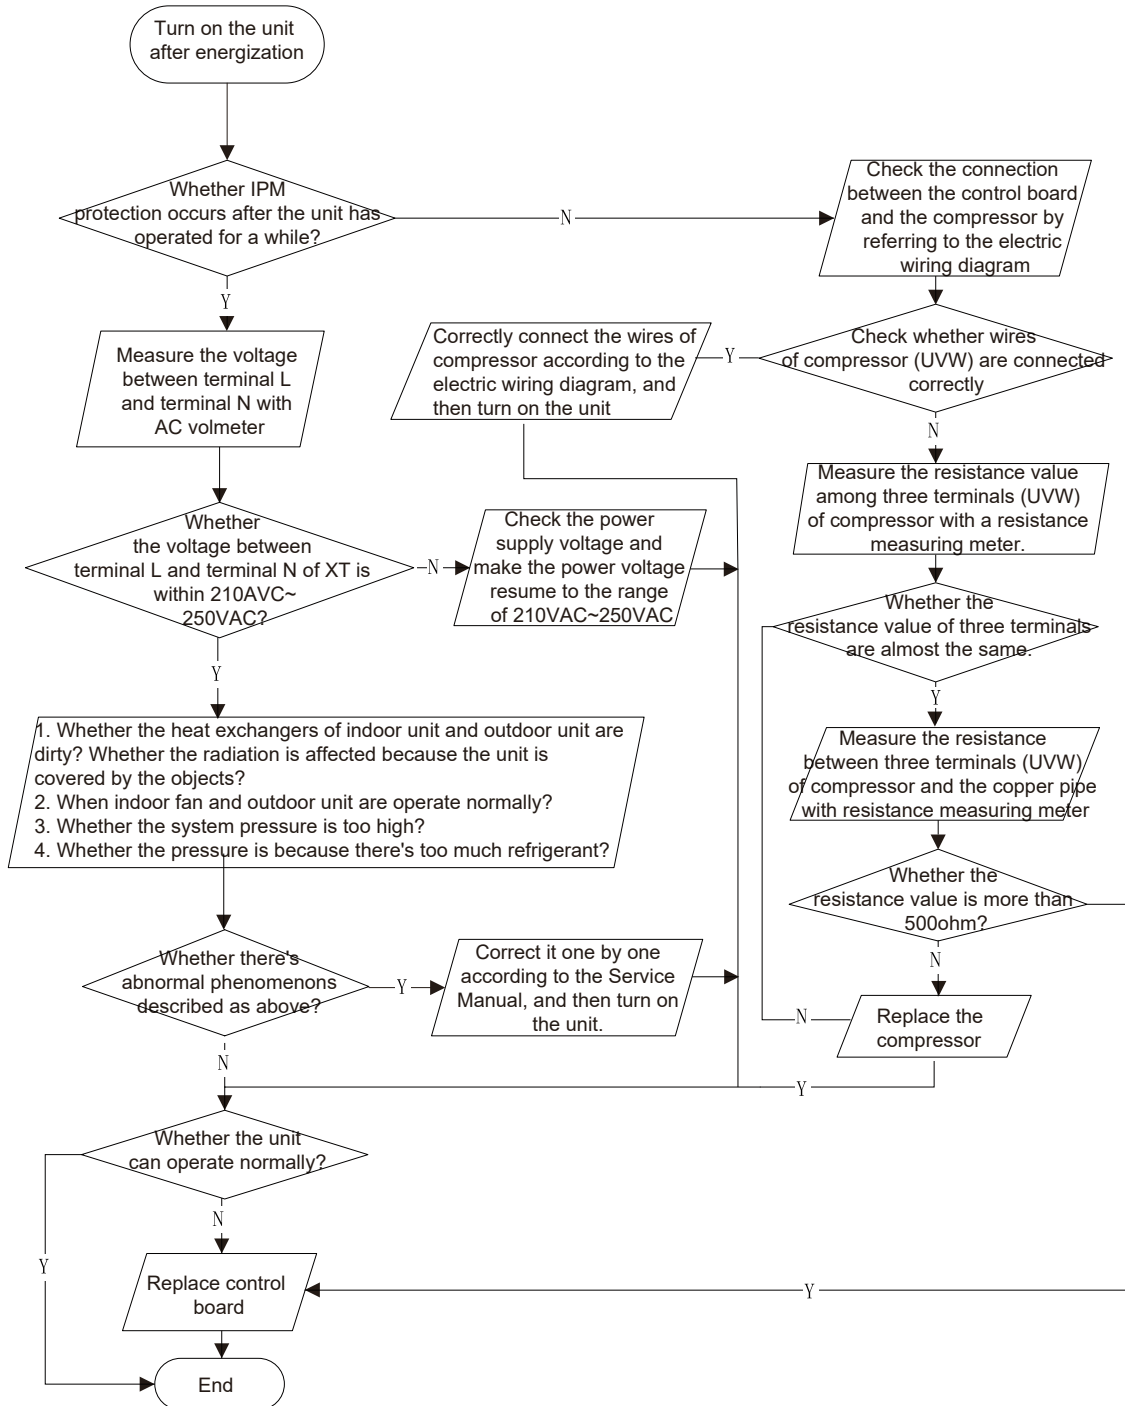 Turn on the unit
after energization
Whether IPM
protection occurs after the unit has
operated for a while?
N
Check the connection
between the control board
and the compressor by
referring to the electric
wiring diagram
Y
Measure the voltage
between terminal L
and terminal N with
AC volmeter
Correctly connect the wires of
compressor according to the
electric wiring diagram, and
then turn on the unit
Y
Check whether wires
of compressor (UVW) are connected
correctly
N
Measure the resistance value
among three terminals (UVW)
of compressor with a resistance
measuring meter.
Whether
the voltage between
terminal L and terminal N of XT is
within 210AVC~
250VAC?
N
Check the power
supply voltage and
make the power voltage
resume to the range
of 210VAC~250VAC
Whether the
resistance value of three terminals
are almost the same.
Y
Y
1. Whether the heat exchangers of indoor unit and outdoor unit are
dirty? Whether the radiation is affected because the unit is
covered by the objects?
2. When indoor fan and outdoor unit are operate normally?
3. Whether the system pressure is too high?
4. Whether the pressure is because there's too much refrigerant?
Measure the resistance
between three terminals (UVW)
of compressor and the copper pipe
with resistance measuring meter
Whether the
resistance value is more than
500ohm?
N
Whether there's
abnormal phenomenons
described as above?
Y
Correct it one by one
according to the Service
Manual, and then turn on
the unit.
N
Replace the
compressor
N
Y
Whether the unit
can operate normally?
N
Y
Replace control
board
Y
End